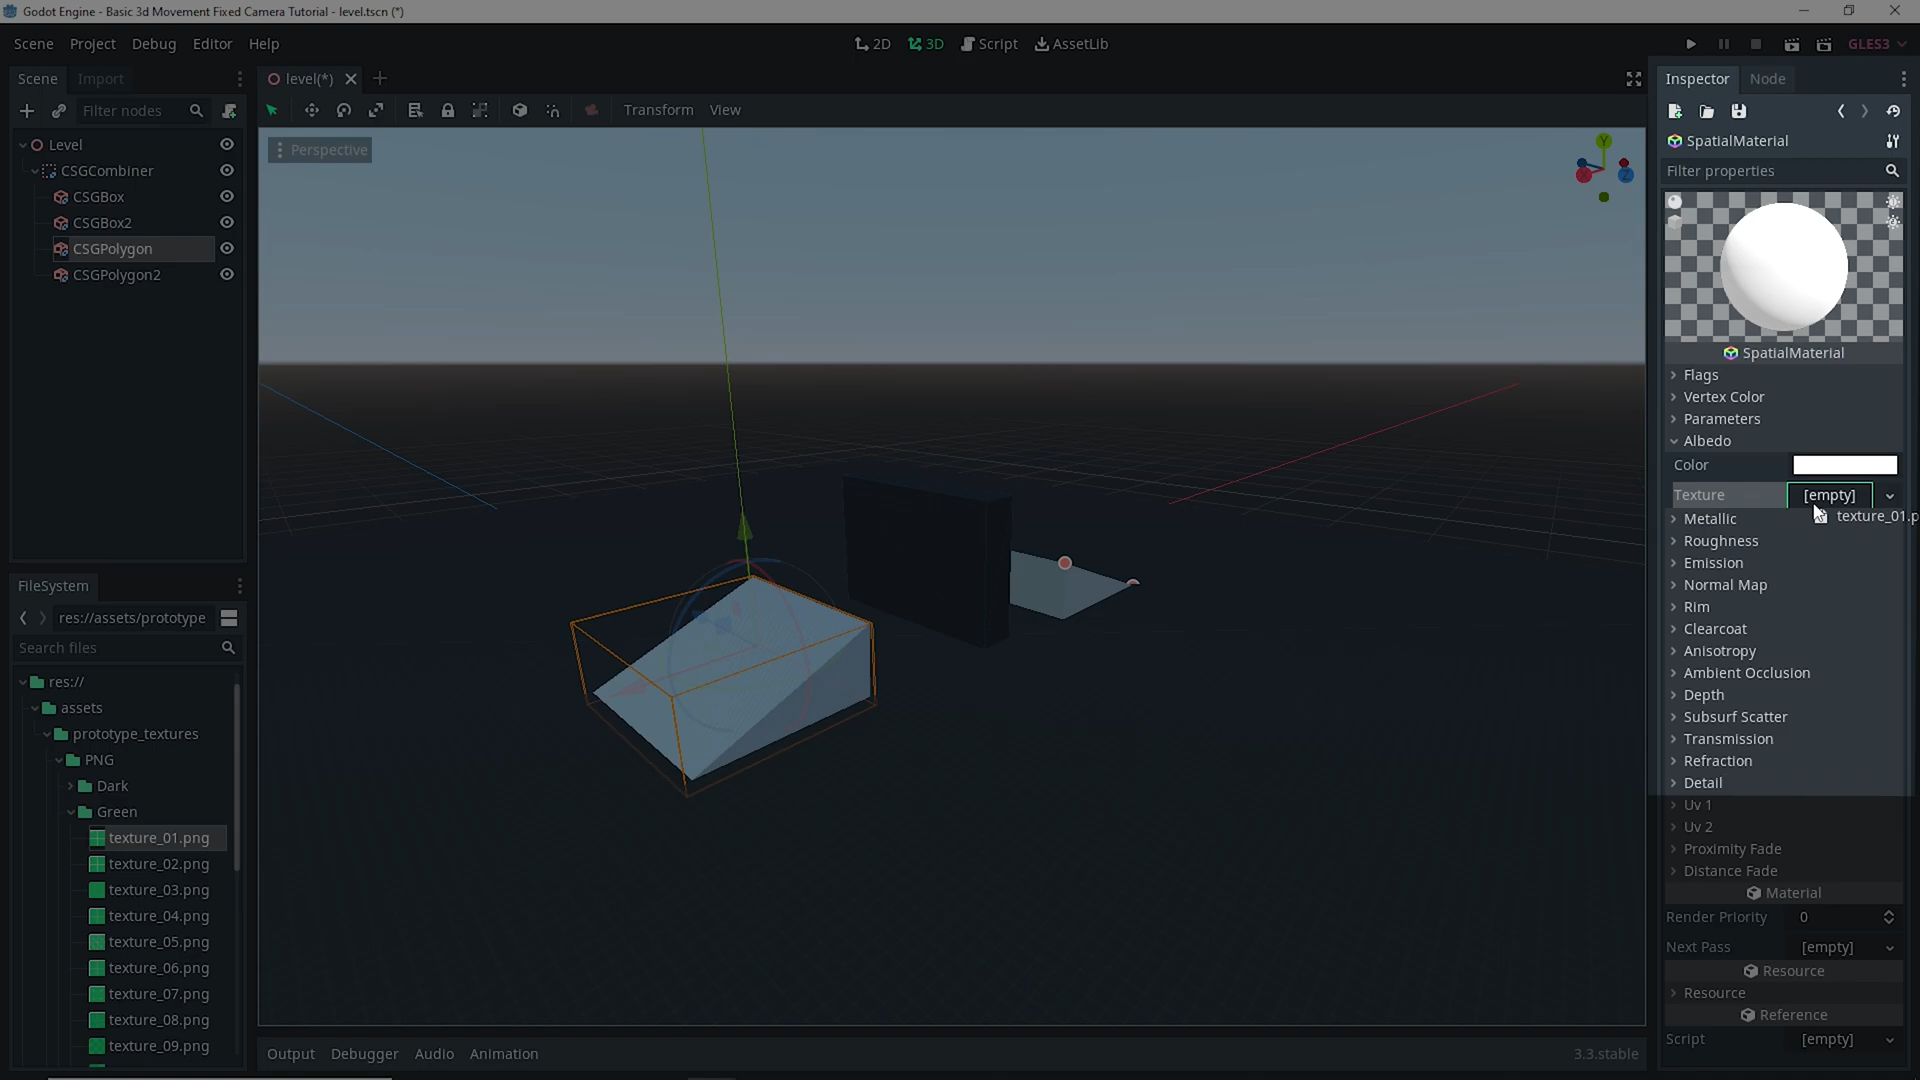 Godot Engine - Basic 3d Movement Fixed Camera Tutorial - level.tscn (*)
Scene Project Debug Editor Help
2D 3D Script AssetLib
GLES3
Scene Import
level(*)
Inspector Node
Filter nodes
Transform View
Perspective
Y
X
Z
Level
CSGCombiner
CSGBox
CSGBox2
CSGPolygon
CSGPolygon2
FileSystem
res://assets/prototype
Search files
res://
assets
prototype_textures
PNG
Dark
Green
texture_01.png
texture_02.png
texture_03.png
texture_04.png
texture_05.png
texture_06.png
texture_07.png
texture_08.png
texture_09.png
Output Debugger Audio Animation
3.3.stable
SpatialMaterial
Filter properties
SpatialMaterial
Flags
Vertex Color
Parameters
Albedo
Color
Texture [empty]
texture_01.p
Metallic
Roughness
Emission
Normal Map
Rim
Clearcoat
Anisotropy
Ambient Occlusion
Depth
Subsurf Scatter
Transmission
Refraction
Detail
Uv 1
Uv 2
Proximity Fade
Distance Fade
Material
Render Priority 0
Next Pass [empty]
Resource
Resource
Reference
Script [empty]